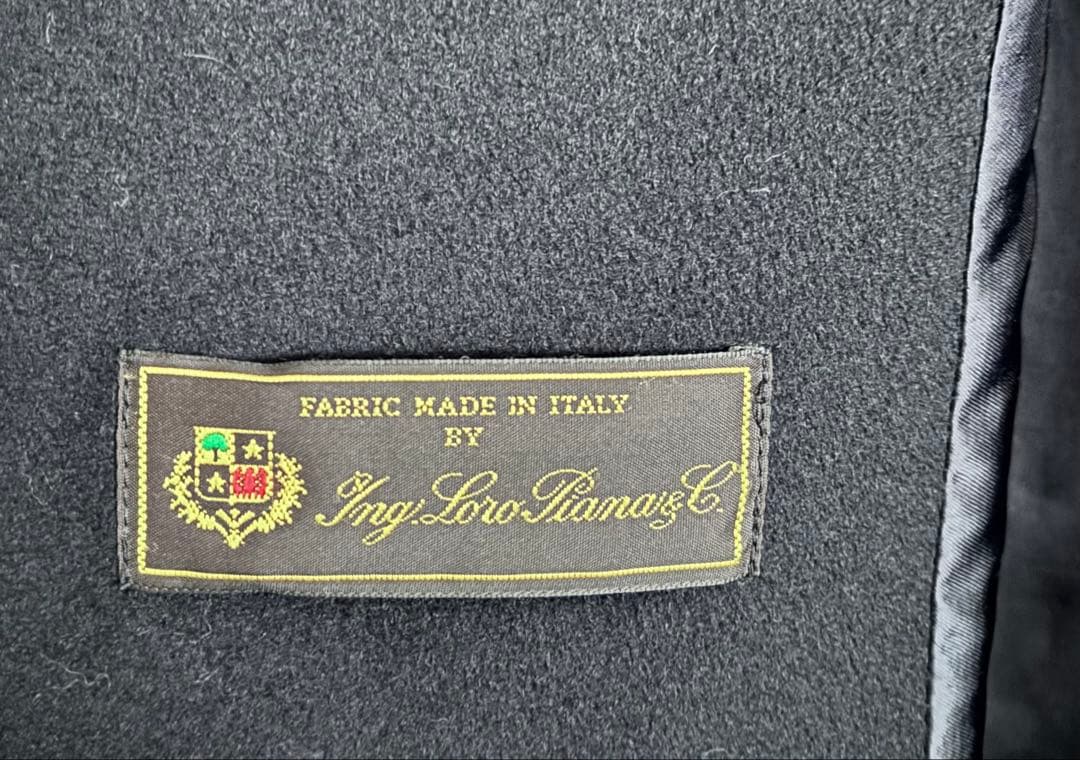 FABRIC MADE IN ITALY
BY
Ing. Loro Piana & C.